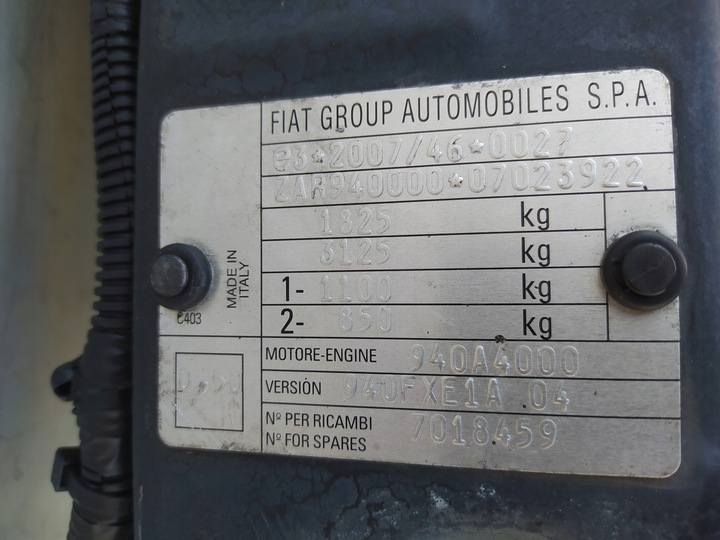 FIAT GROUP AUTOMOBILES S.P.A.
e3*2007/46*0027
ZAR940000*07023922
1825 kg
3125 kg
1- 1100 kg
2- 850 kg
MADE IN
ITALY
C403
MOTORE-ENGINE 940A4000
VERSIÓN 940FXE1A 04
Nº PER RICAMBI
Nº FOR SPARES 7018459